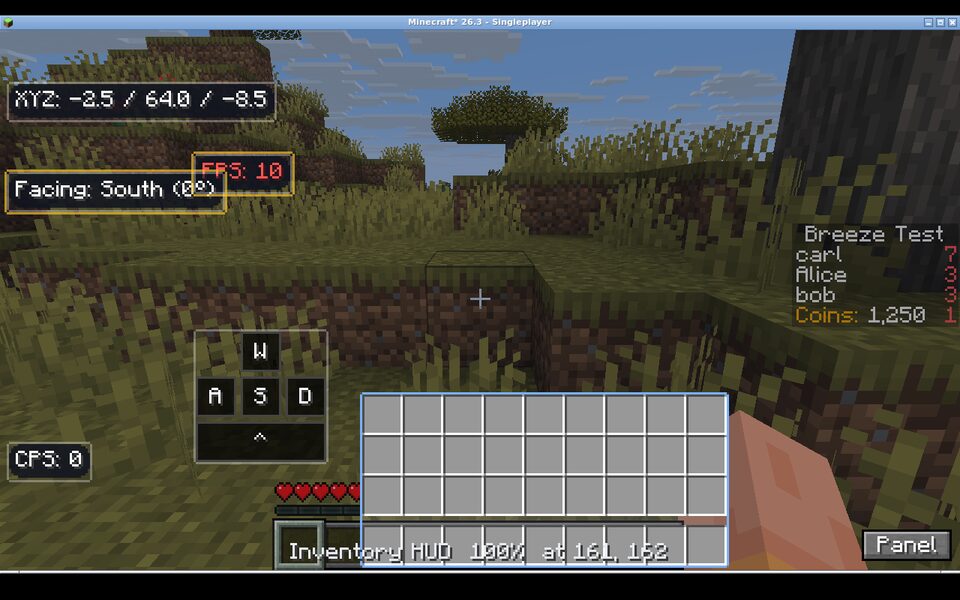 Minecraft* 26.3 - Singleplayer
XYZ: -2.5 / 64.0 / -8.5
FPS: 10
Facing: South (0°)
Breeze Test
carl 7
Alice 3
bob 3
Coins: 1,250 1
W
A S D
^
CPS: 0
Inventory HUD 100% at 161, 162
Panel